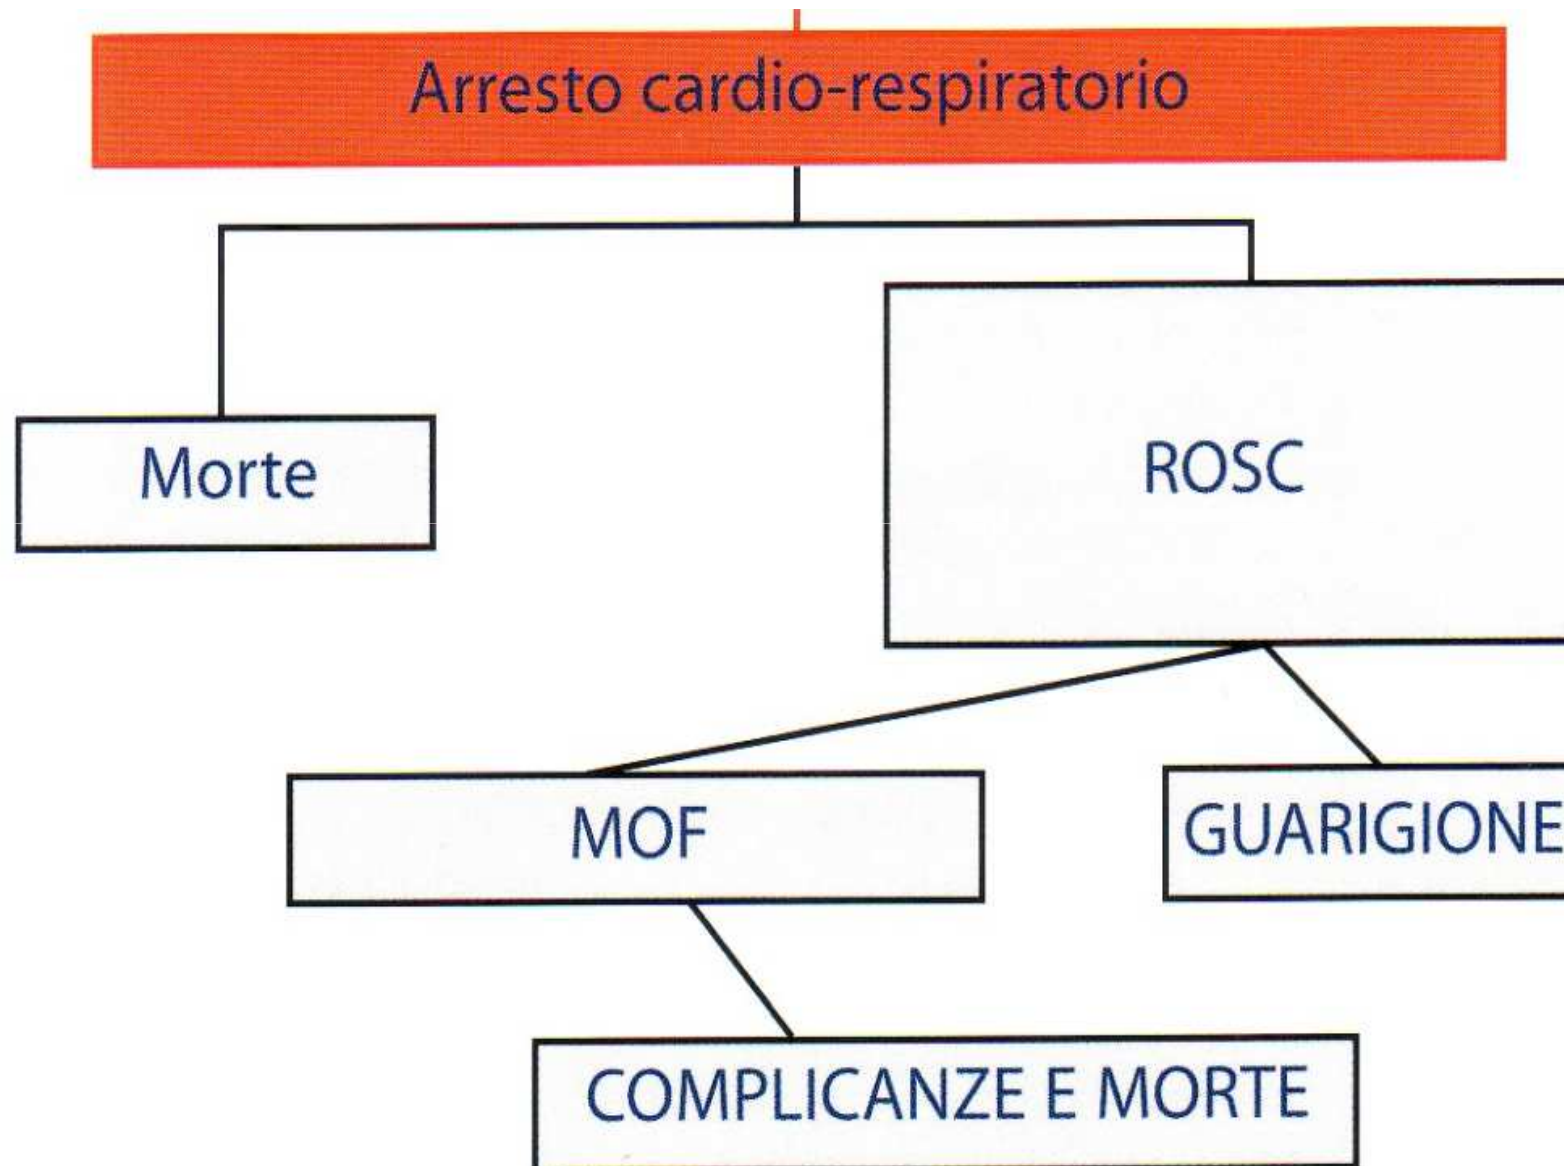 Arresto cardio-respiratorio
Morte
ROSC
MOF
GUARIGIONE
COMPLICANZE E MORTE